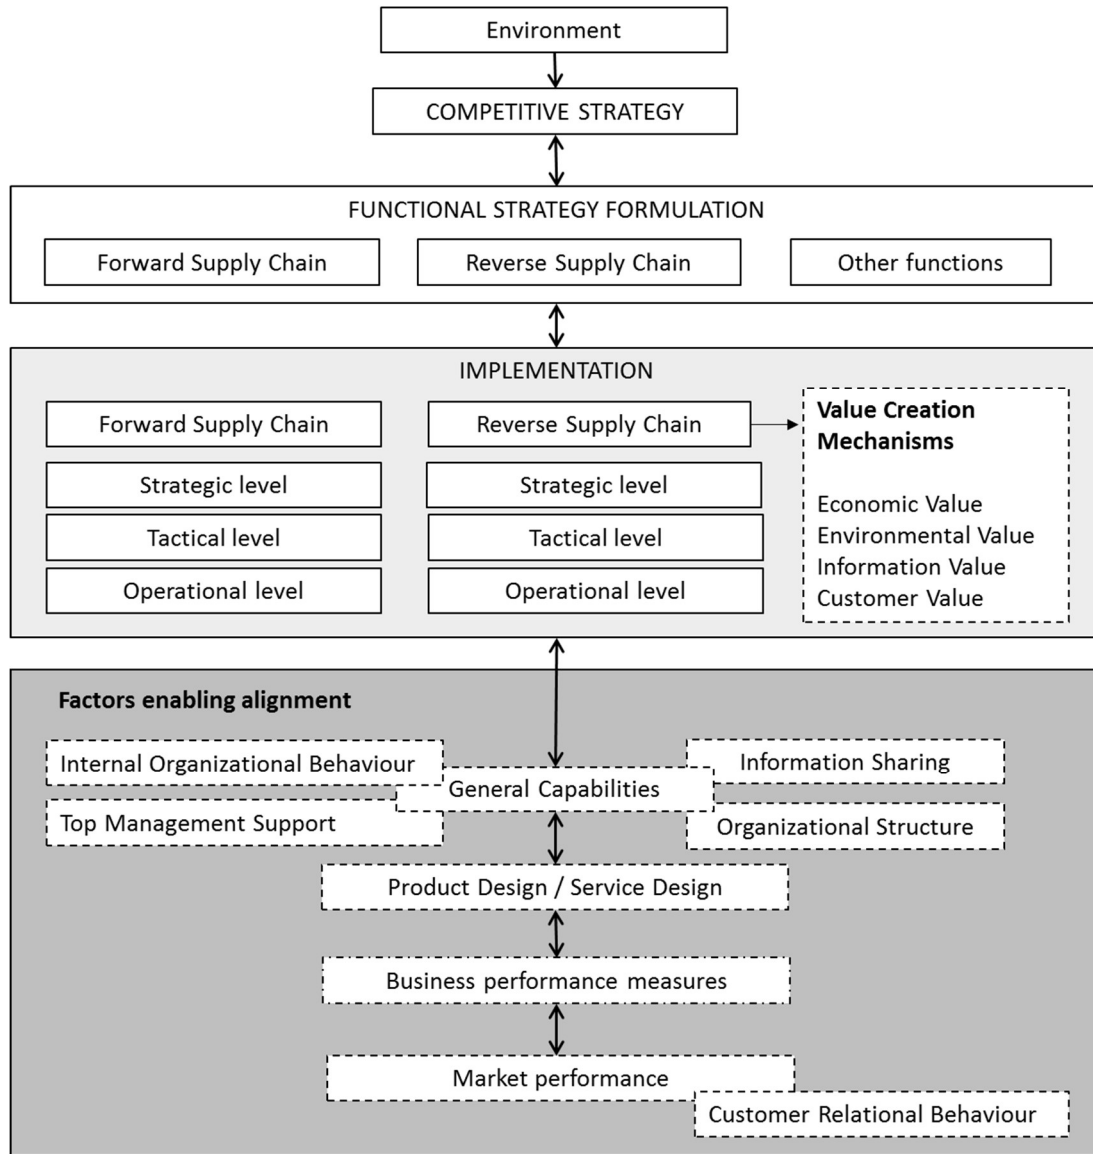 Environment
COMPETITIVE STRATEGY
FUNCTIONAL STRATEGY FORMULATION
Forward Supply Chain
Reverse Supply Chain
Other functions
IMPLEMENTATION
Forward Supply Chain
Strategic level
Tactical level
Operational level
Reverse Supply Chain
Strategic level
Tactical level
Operational level
Value Creation
Mechanisms
Economic Value
Environmental Value
Information Value
Customer Value
Factors enabling alignment
Internal Organizational Behaviour
Top Management Support
General Capabilities
Information Sharing
Organizational Structure
Product Design / Service Design
Business performance measures
Market performance
Customer Relational Behaviour